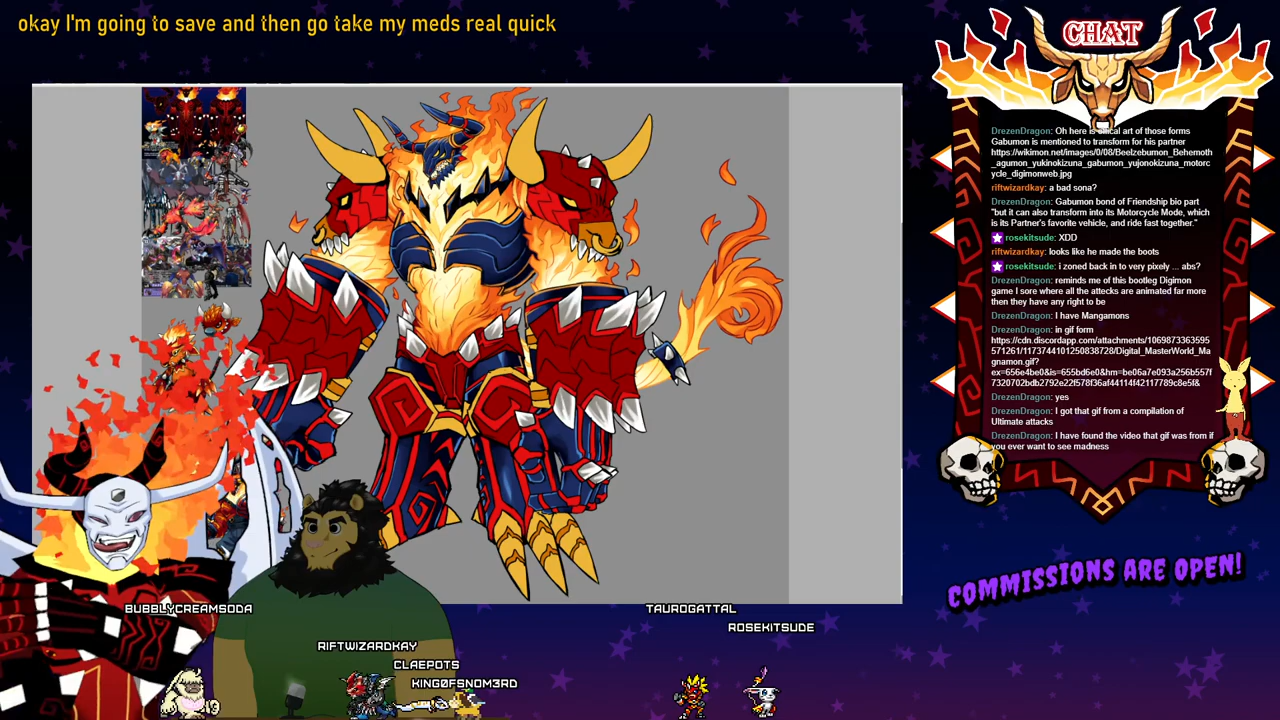 okay I'm going to save and then go take my meds real quick
CHAT
DrezenDragon: Oh here is offical art of those forms
Gabumon is mentioned to transform for his partner
https://wikimon.net/images/0/08/Beelzebumon_Behemoth
_agumon_yukinokizuna_gabumon_yujonokizuna_motorc
ycle_digimonweb.jpg
riftwizardkay: a bad sona?
DrezenDragon: Gabumon bond of Friendship bio part
"but it can also transform into its Motorcycle Mode, which
is its Partner's favorite vehicle, and ride fast together."
rosekitsude: XDD
riftwizardkay: looks like he made the boots
rosekitsude: i zoned back in to very pixely ... abs?
DrezenDragon: reminds me of this bootleg Digimon
game I sore where all the attacks are animated far more
then they have any right to be
DrezenDragon: I have Mangamons
DrezenDragon: in gif form
https://cdn.discordapp.com/attachments/1069873363595
571261/1173744101250838728/Digital_MasterWorld_Ma
gnamon.gif?
ex=656e4be0&is=655bd6e0&hm=be06a7e093a256b557f
7320702bdb2792e22f578f36af44114f42117789c8e5f&
DrezenDragon: yes
DrezenDragon: I got that gif from a compilation of
Ultimate attacks
DrezenDragon: I have found the video that gif was from if
you ever want to see madness
COMMISSIONS ARE OPEN!
BUBBLYCREAMSODA
TAUROGATTAL
ROSEKITSUDE
RIFTWIZARDKAY
CLAEPOTS
KING0FSNOM3RD